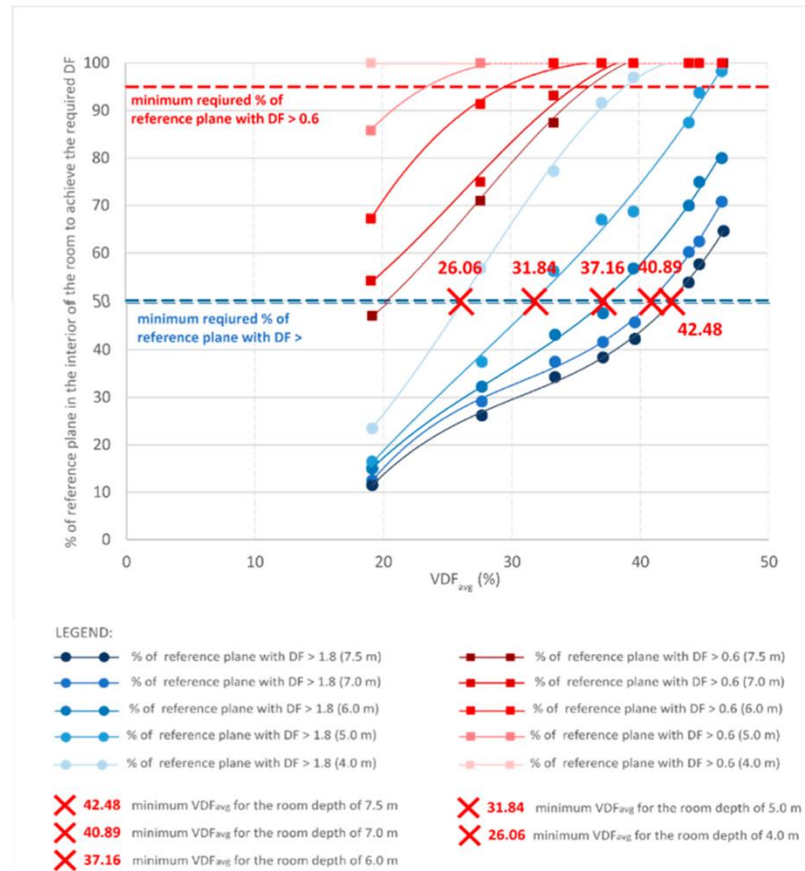 % of reference plane in the interior of the room to achieve the required DF
100
90
80
70
60
50
40
30
20
10
0
minimum reqiured % of
reference plane with DF > 0.6
26.06
31.84
37.16
40.89
42.48
minimum reqiured % of
reference plane with DF >
0
10
20
30
40
50
VDFavg (%)
LEGEND:
% of reference plane with DF > 1.8 (7.5 m)
% of reference plane with DF > 1.8 (7.0 m)
% of reference plane with DF > 1.8 (6.0 m)
% of reference plane with DF > 1.8 (5.0 m)
% of reference plane with DF > 1.8 (4.0 m)
42.48 minimum VDFavg for the room depth of 7.5 m
40.89 minimum VDFavg for the room depth of 7.0 m
37.16 minimum VDFavg for the room depth of 6.0 m
% of reference plane with DF > 0.6 (7.5 m)
% of reference plane with DF > 0.6 (7.0 m)
% of reference plane with DF > 0.6 (6.0 m)
% of reference plane with DF > 0.6 (5.0 m)
% of reference plane with DF > 0.6 (4.0 m)
31.84 minimum VDFavg for the room depth of 5.0 m
26.06 minimum VDFavg for the room depth of 4.0 m